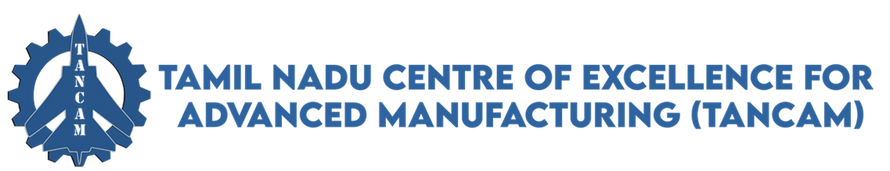 TANCAM
TAMIL NADU CENTRE OF EXCELLENCE FOR
ADVANCED MANUFACTURING (TANCAM)